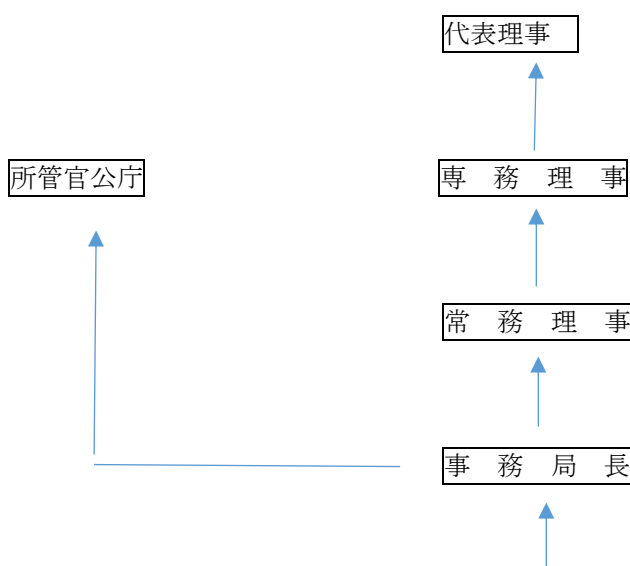 代表理事
所管官公庁
専　務　理　事
常　務　理　事
事　務　局　長